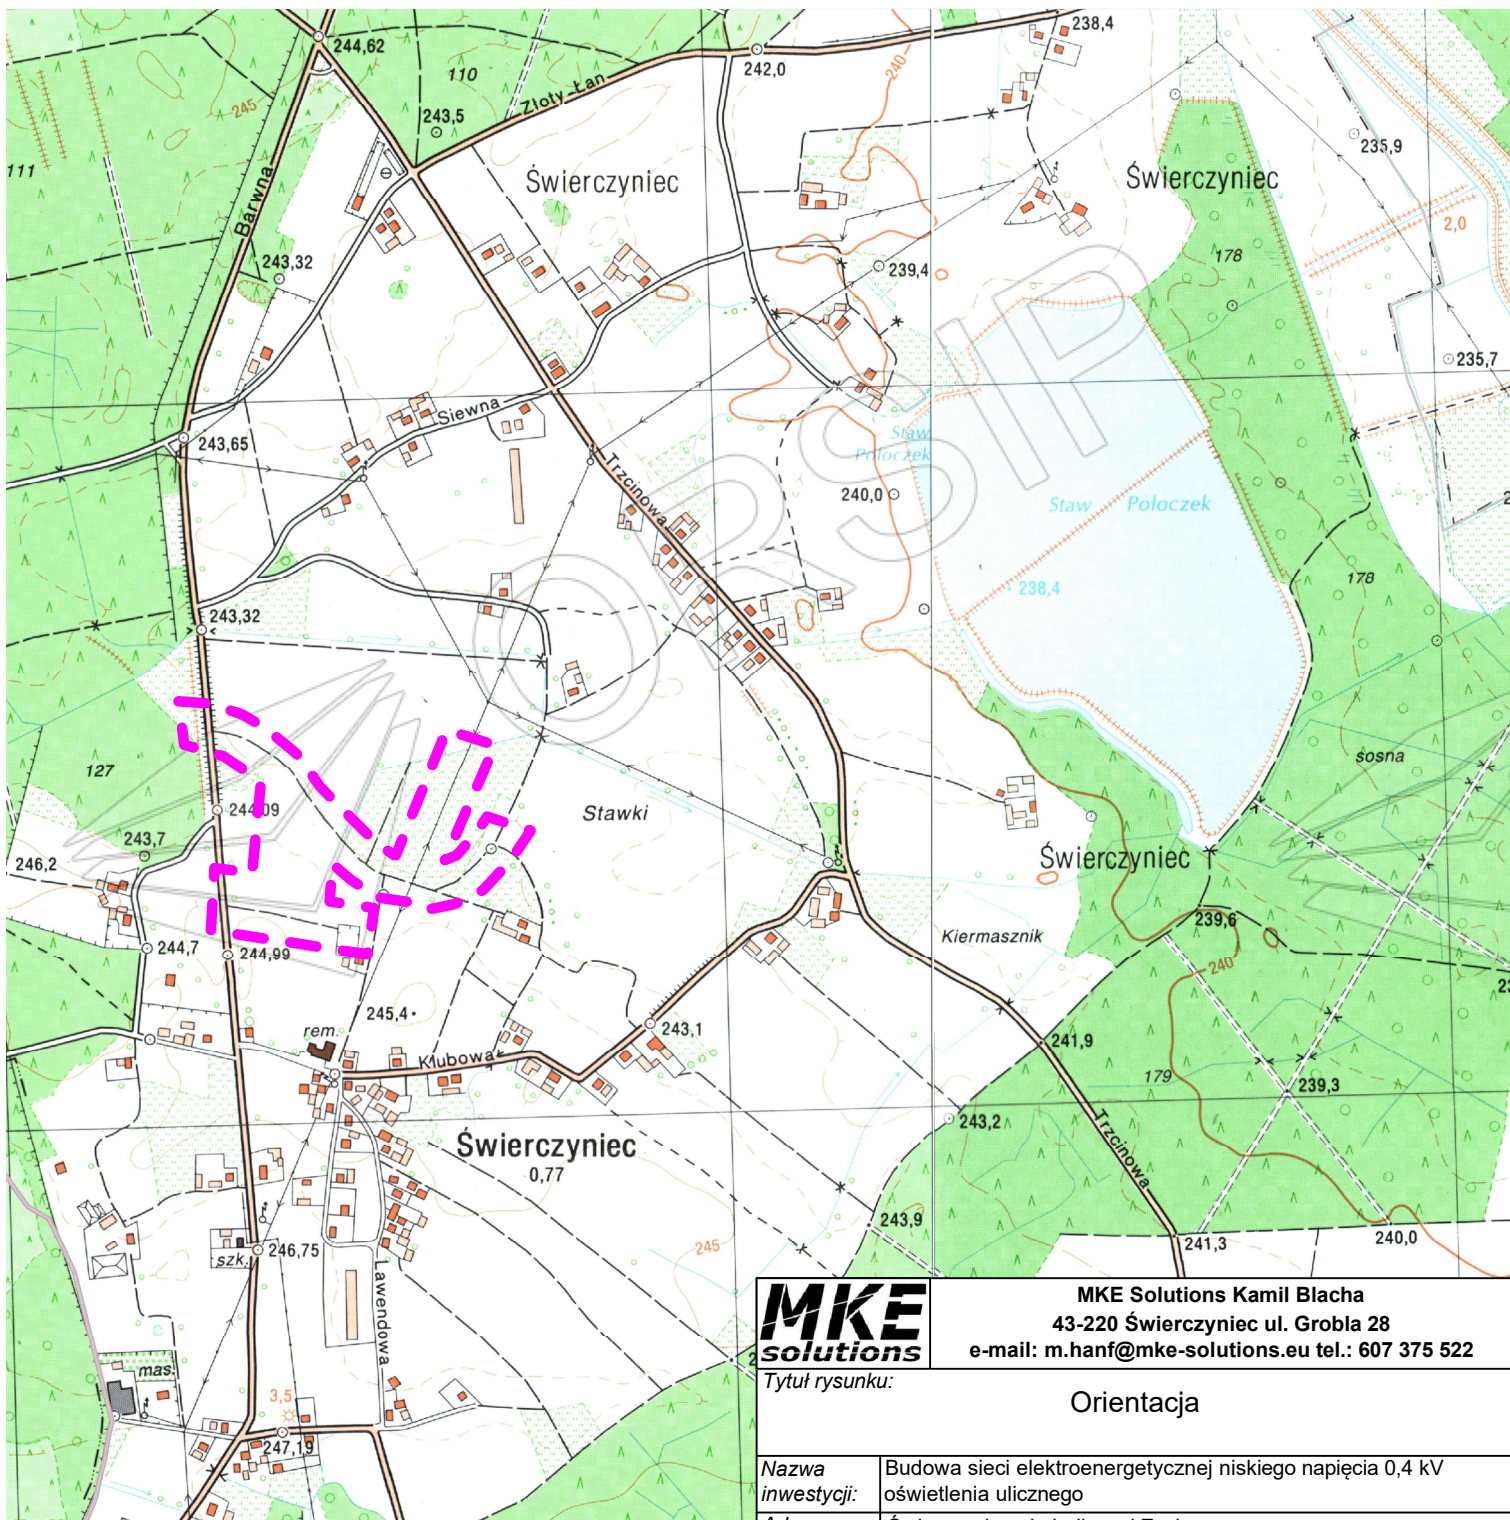 244,62
238,4
110
242,0
245
240
Złoty Łan
243,5
235,9
111
Świerczyniec
Świerczyniec
Barwna
2,0
178
243,32
239,4
235,7
Siewna
243,65
Staw
Poloczek
Trzcinowa
240,0
Staw Poloczek
ORSIP
178
238,4
243,32
127
sosna
244,09
Stawki
243,7
246,2
Świerczyniec
239,6
Kiermasznik
244,7
244,99
240
245,4
rem.
243,1
241,9
Klubowa
179
239,3
243,2
Trzcinowa
Świerczyniec
0,77
243,9
245
241,3
240,0
246,75
szk.
Lawendowa
mas.
3,5
247,19
MKE
solutions
MKE Solutions Kamil Blacha
43-220 Świerczyniec ul. Grobla 28
e-mail: m.hanf@mke-solutions.eu tel.: 607 375 522
Tytuł rysunku:
Orientacja
Nazwa
inwestycji:
Budowa sieci elektroenergetycznej niskiego napięcia 0,4 kV
oświetlenia ulicznego